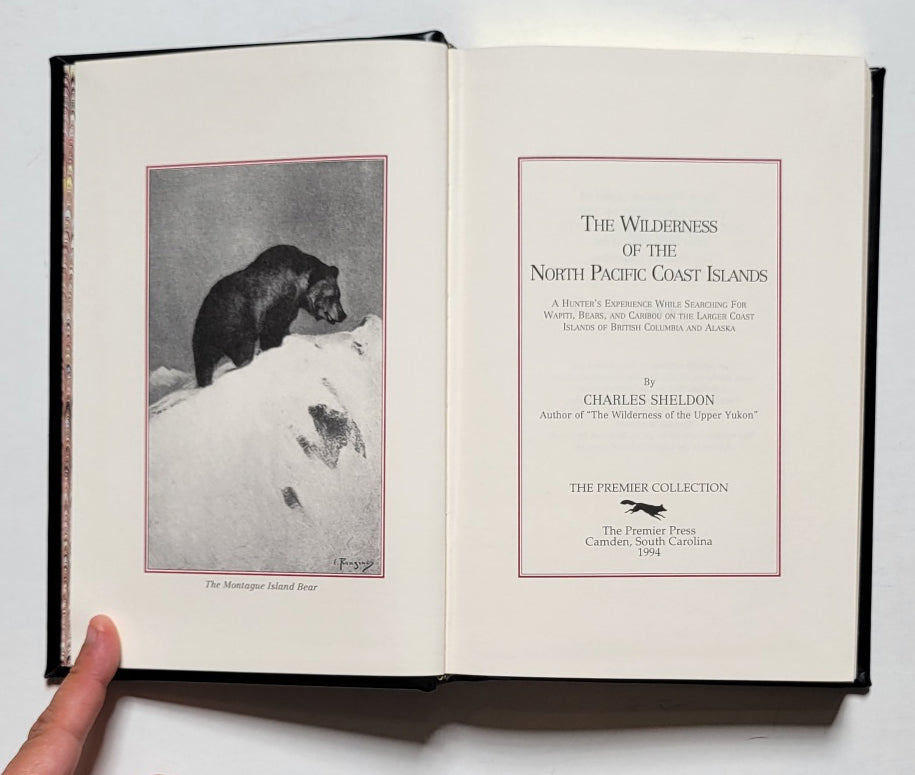 The Montague Island Bear
THE WILDERNESS
OF THE
NORTH PACIFIC COAST ISLANDS
A HUNTER'S EXPERIENCE WHILE SEARCHING FOR
WAPITI, BEARS, AND CARIBOU ON THE LARGER COAST
ISLANDS OF BRITISH COLUMBIA AND ALASKA
By
CHARLES SHELDON
Author of "The Wilderness of the Upper Yukon"
THE PREMIER COLLECTION
The Premier Press
Camden, South Carolina
1994